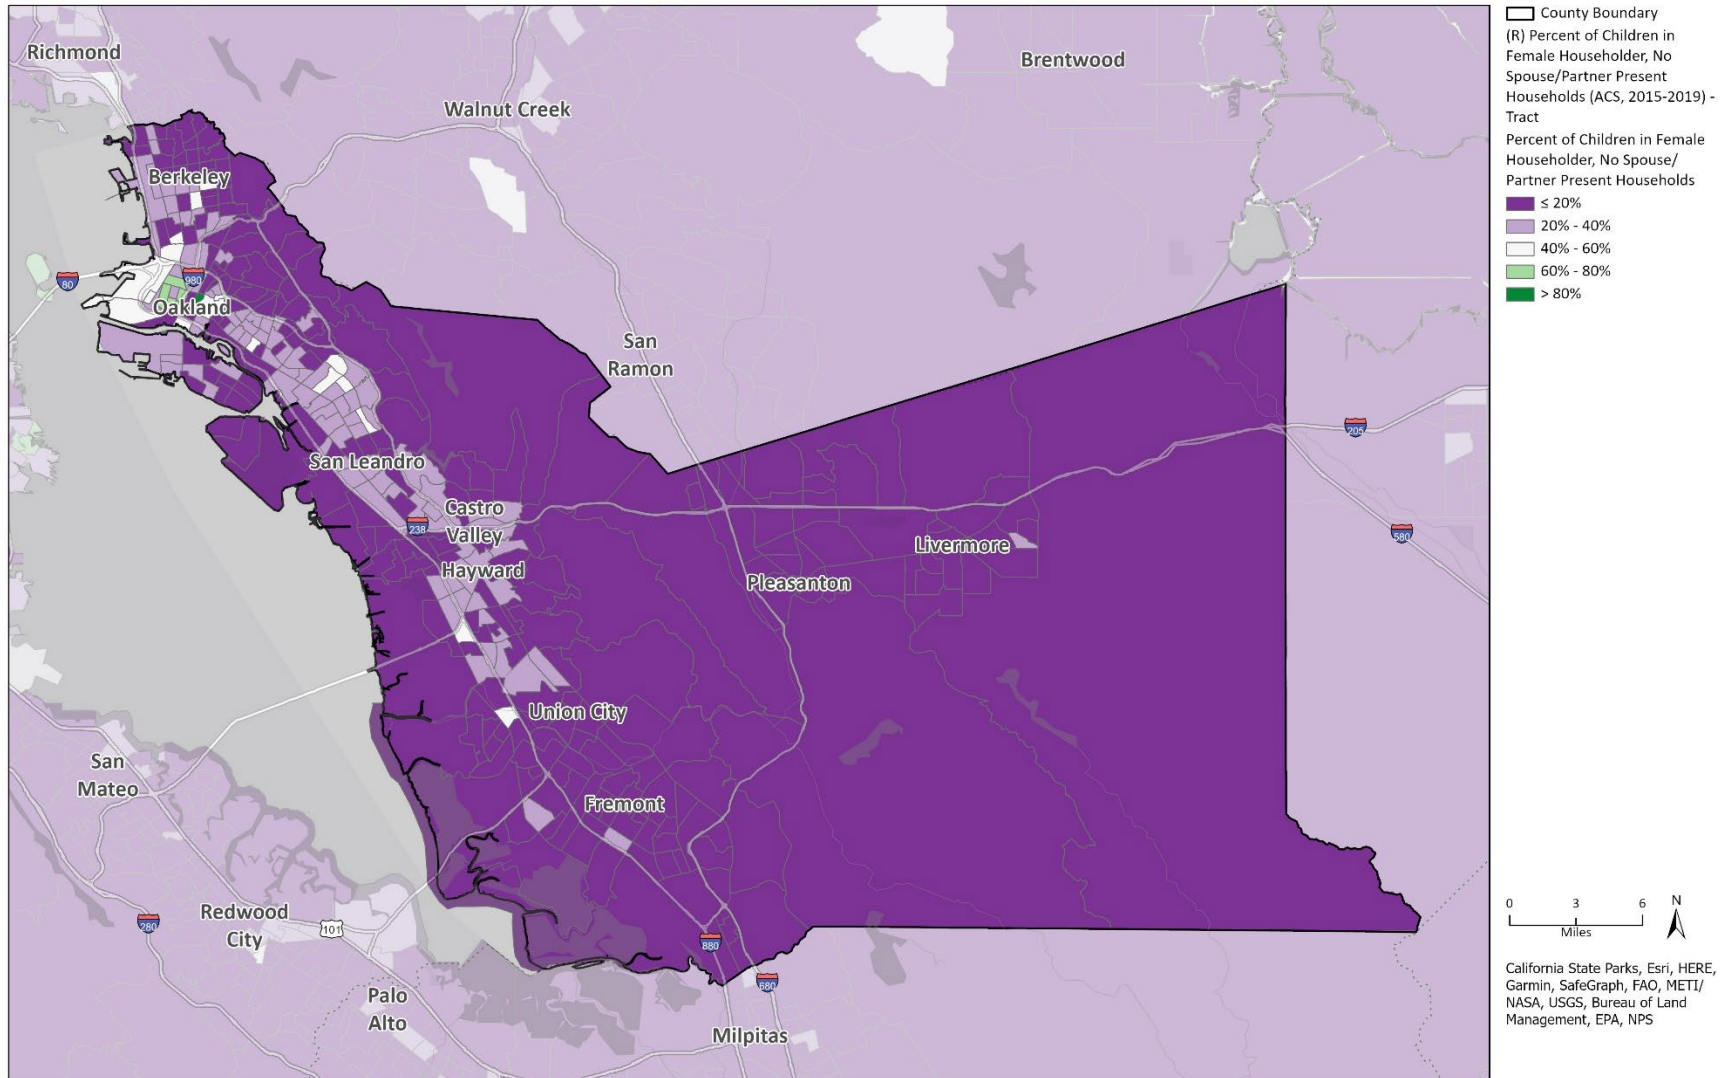 Richmond
Brentwood
Walnut Creek
Berkeley
80
980
Oakland
San
Ramon
205
San Leandro
Castro
Valley
238
580
Livermore
Hayward
Pleasanton
Union City
San
Mateo
Fremont
Redwood
City
280
101
880
680
Palo
Alto
Milpitas
County Boundary
(R) Percent of Children in
Female Householder, No
Spouse/Partner Present
Households (ACS, 2015-2019) -
Tract
Percent of Children in Female
Householder, No Spouse/
Partner Present Households
≤ 20%
20% - 40%
40% - 60%
60% - 80%
> 80%
0 3 6
Miles
N
California State Parks, Esri, HERE,
Garmin, SafeGraph, FAO, METI/
NASA, USGS, Bureau of Land
Management, EPA, NPS